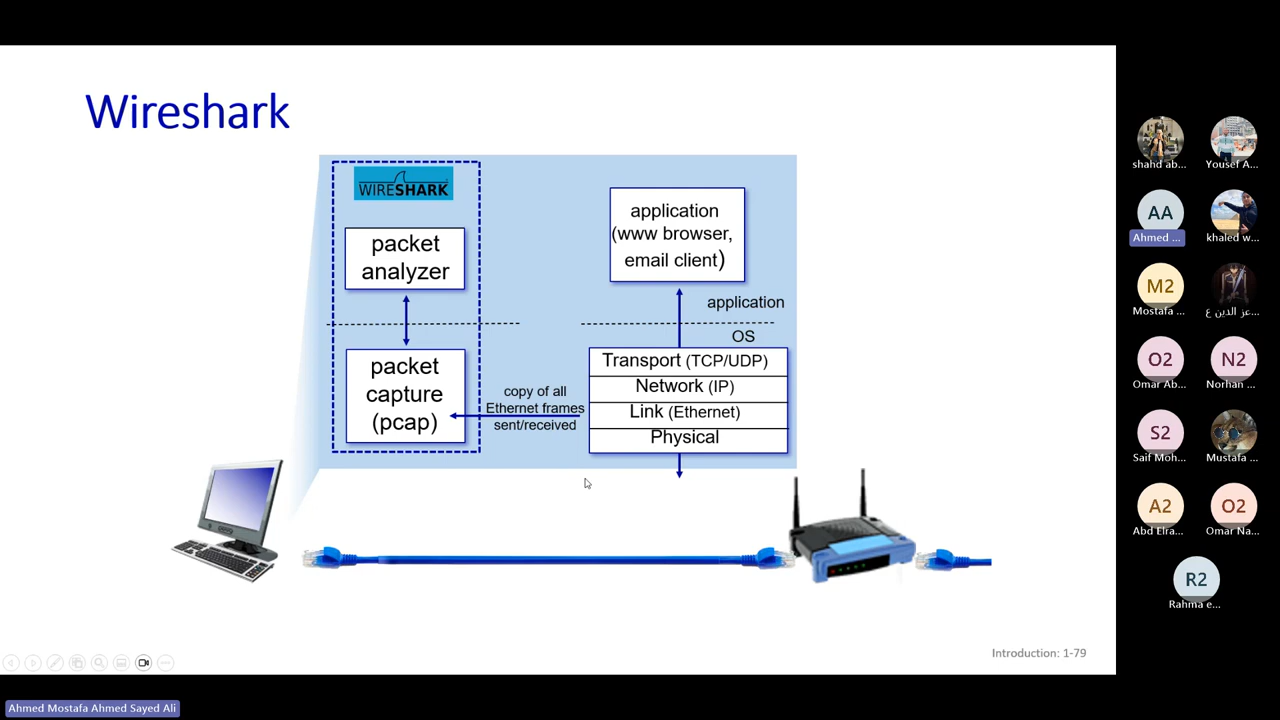 Wireshark
WIRESHARK
packet
analyzer
application
(www browser,
email client)
application
OS
packet
capture
(pcap)
copy of all
Ethernet frames
sent/received
Transport (TCP/UDP)
Network (IP)
Link (Ethernet)
Physical
Introduction: 1-79
shahd ab...
Yousef A...
AA
Ahmed ...
khaled w...
M2
Mostafa ...
عز الدين ع...
O2
Omar Ab...
N2
Norhan ...
S2
Saif Moh...
Mustafa ...
A2
Abd Elra...
O2
Omar Na...
R2
Rahma e...
Ahmed Mostafa Ahmed Sayed Ali